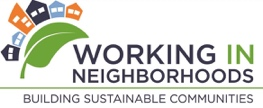 WORKING IN
NEIGHBORHOODS
BUILDING SUSTAINABLE COMMUNITIES